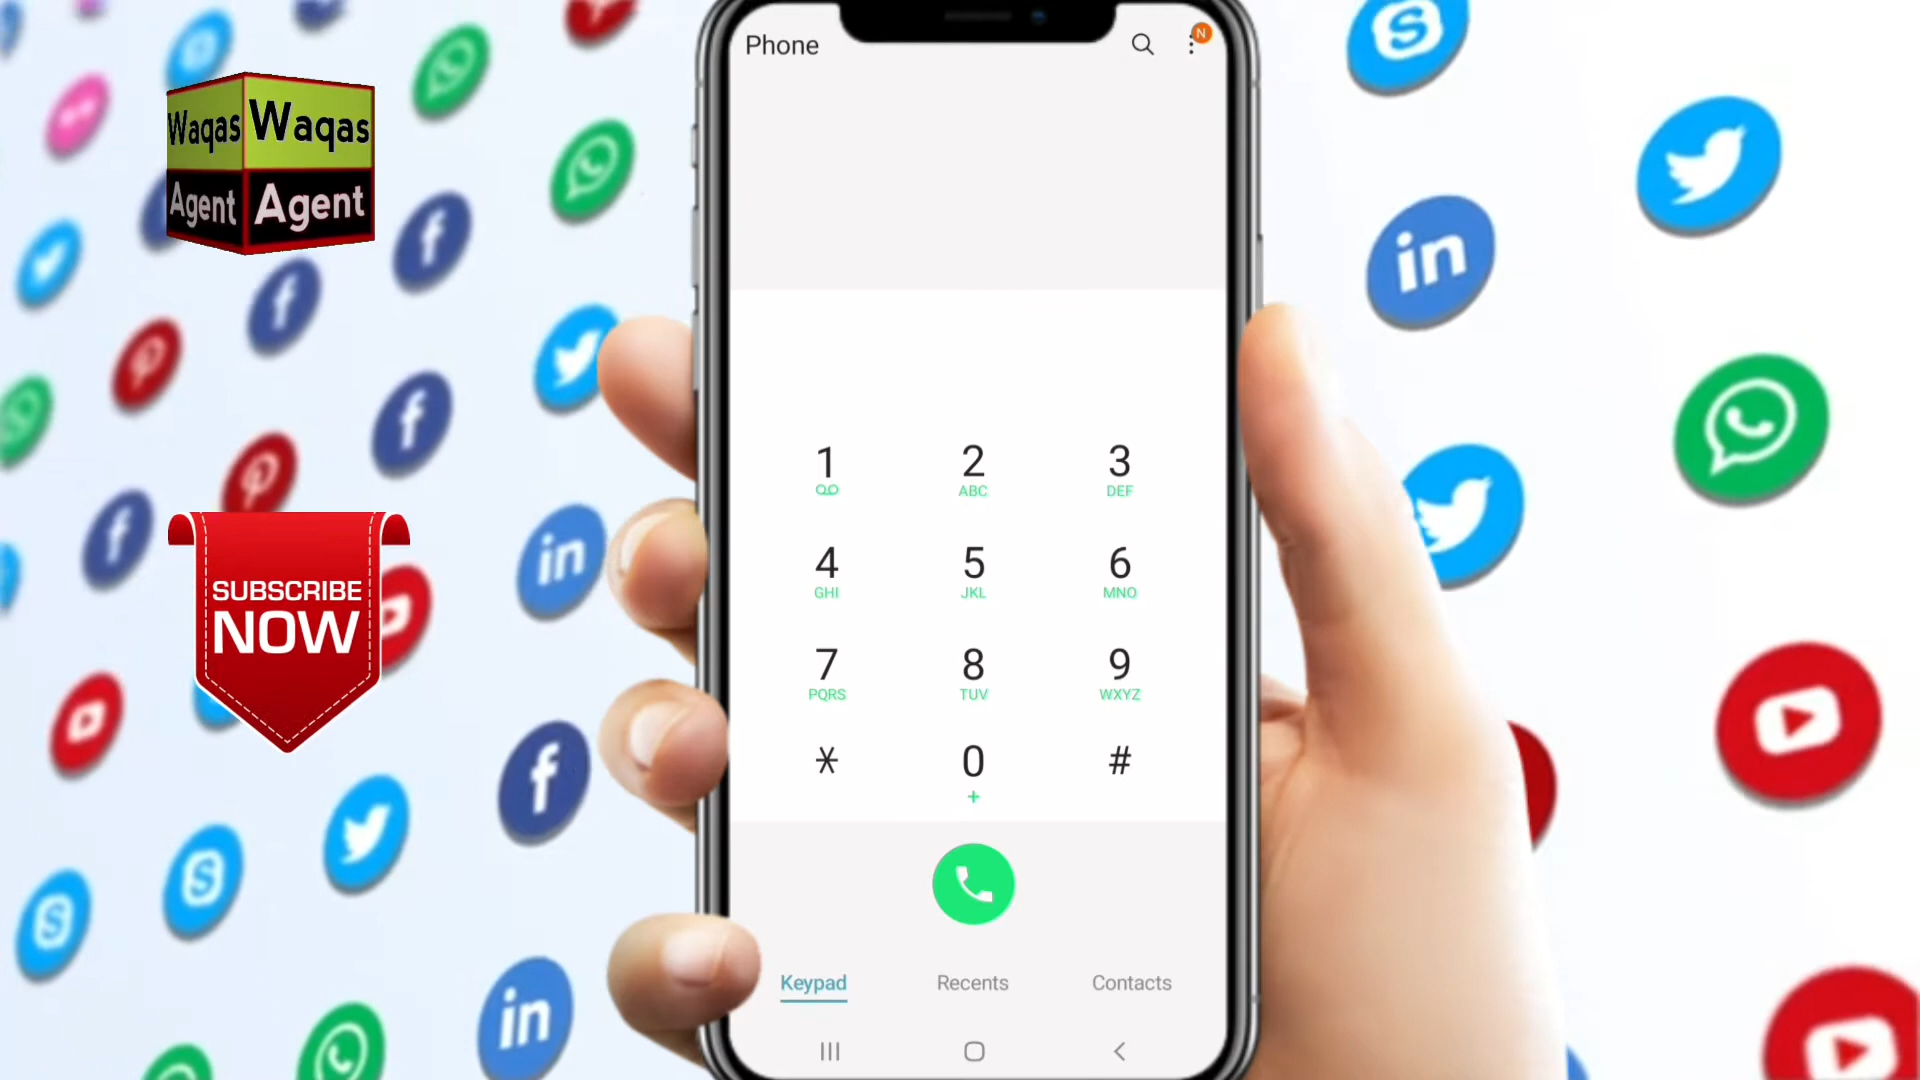 Phone
N
Waqas Waqas
Agent Agent
SUBSCRIBE
NOW
1
2
ABC
3
DEF
4
GHI
5
JKL
6
MNO
7
PQRS
8
TUV
9
WXYZ
*
0
+
#
Keypad
Recents
Contacts
in
in
in